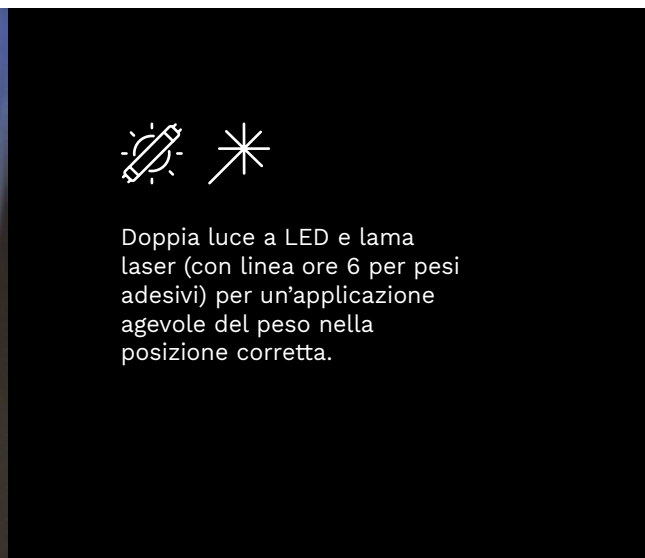 Doppia luce a LED e lama
laser (con linea ore 6 per pesi
adesivi) per un’applicazione
agevole del peso nella
posizione corretta.